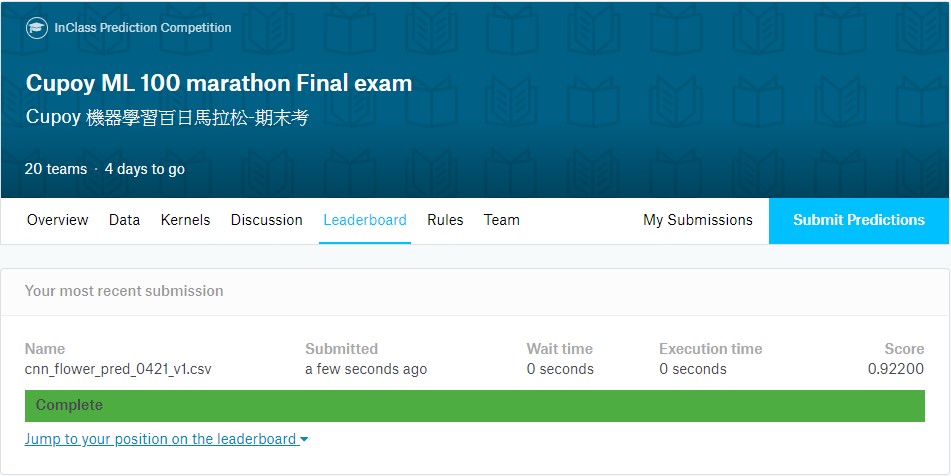 InClass Prediction Competition
Cupoy ML 100 marathon Final exam
Cupoy 機器學習百日馬拉松-期末考
20 teams · 4 days to go
Overview Data Kernels Discussion Leaderboard Rules Team My Submissions Submit Predictions
Your most recent submission
Name Submitted Wait time Execution time Score
cnn_flower_pred_0421_v1.csv a few seconds ago 0 seconds 0 seconds 0.92200
Complete
Jump to your position on the leaderboard